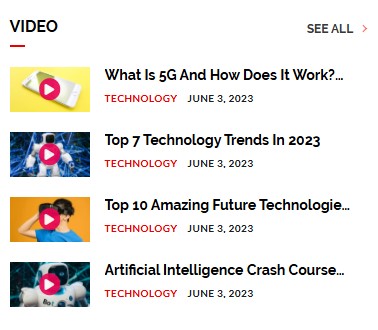 VIDEO
SEE ALL
What Is 5G And How Does It Work?...
TECHNOLOGY JUNE 3, 2023
Top 7 Technology Trends In 2023
TECHNOLOGY JUNE 3, 2023
Top 10 Amazing Future Technologie...
TECHNOLOGY JUNE 3, 2023
Artificial Intelligence Crash Course...
TECHNOLOGY JUNE 3, 2023